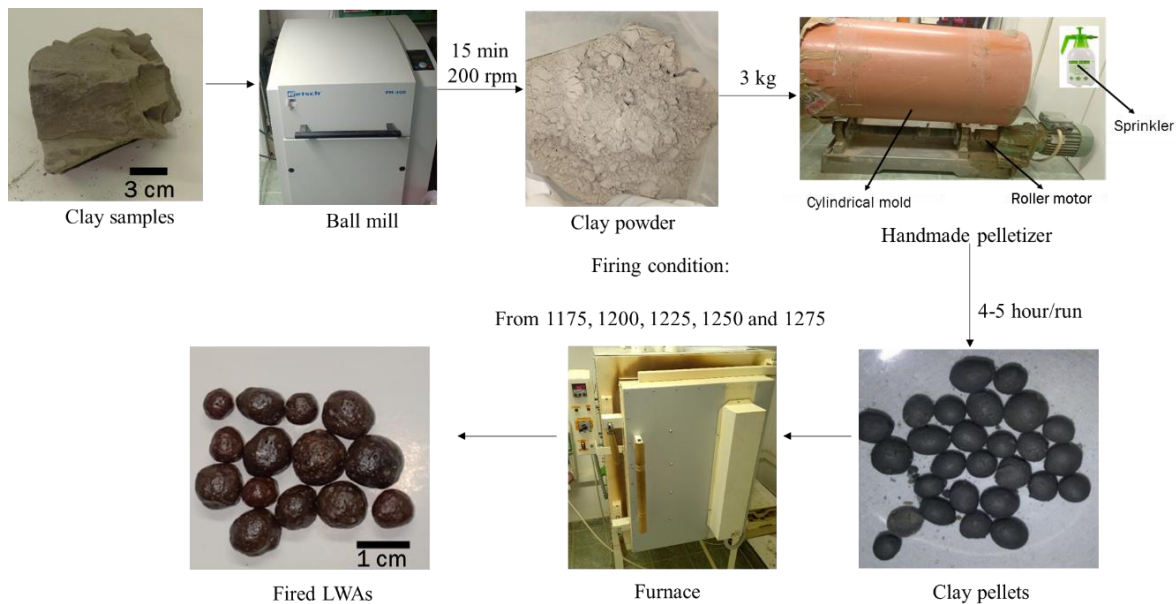 3 cm
Clay samples
Ball mill
15 min
200 rpm
Clay powder
3 kg
Sprinkler
Cylindrical mold
Roller motor
Handmade pelletizer
Firing condition:
From 1175, 1200, 1225, 1250 and 1275
4-5 hour/run
1 cm
Fired LWAs
Furnace
Clay pellets